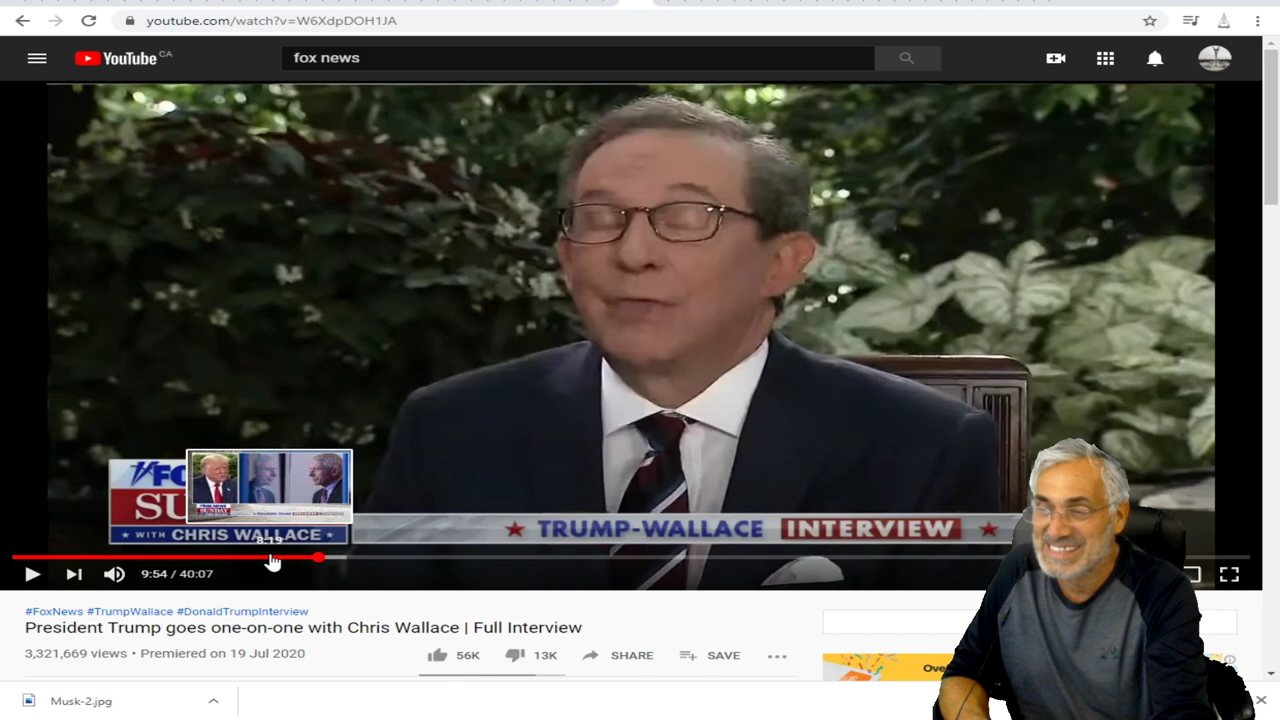 youtube.com/watch?v=W6XdpDOH1JA
YouTube CA
fox news
SU
WITH CHRIS WALLACE
TRUMP-WALLACE INTERVIEW
8:19
9:54 / 40:07
#FoxNews #TrumpWallace #DonaldTrumpInterview
President Trump goes one-on-one with Chris Wallace | Full Interview
3,321,669 views • Premiered on 19 Jul 2020
56K 13K SHARE SAVE
Musk-2.jpg